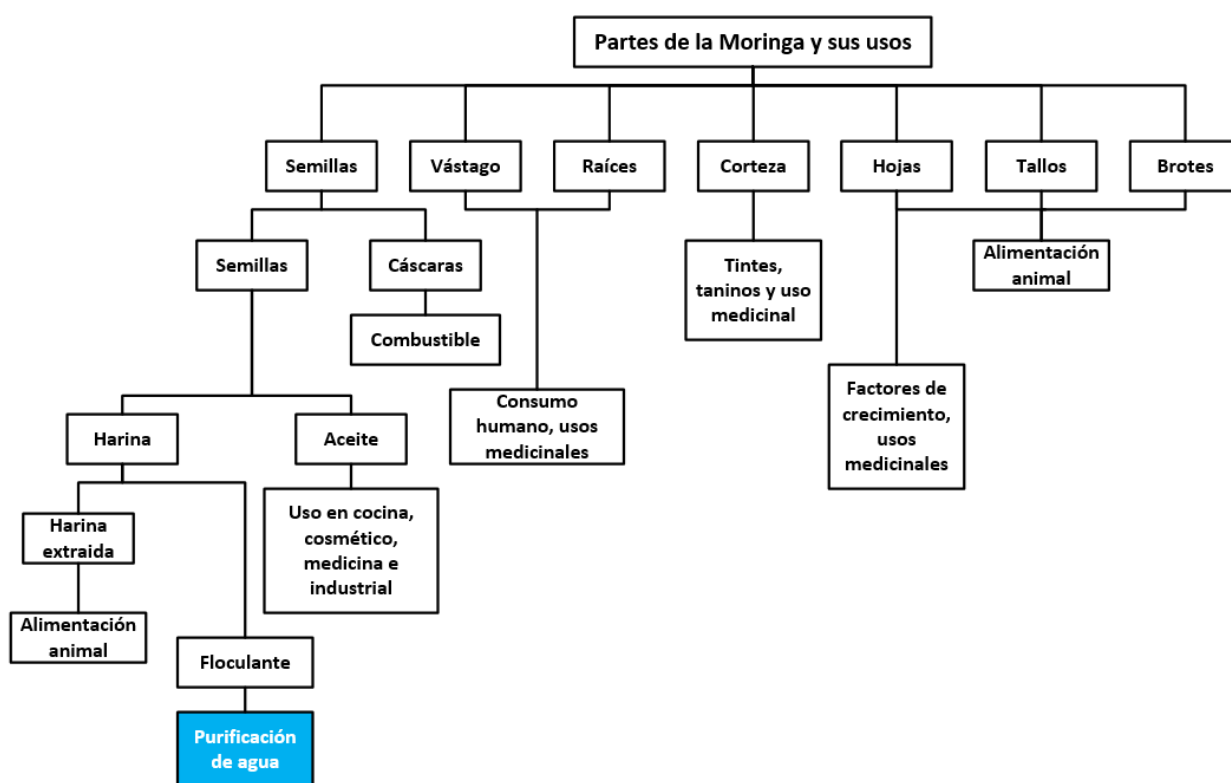 Partes de la Moringa y sus usos
Semillas
Vástago
Raíces
Corteza
Hojas
Tallos
Brotes
Semillas
Cáscaras
Tintes,
taninos y uso
medicinal
Alimentación
animal
Combustible
Harina
Aceite
Consumo
humano, usos
medicinales
Factores de
crecimiento,
usos
medicinales
Harina
extraida
Uso en cocina,
cosmético,
medicina e
industrial
Alimentación
animal
Floculante
Purificación
de agua